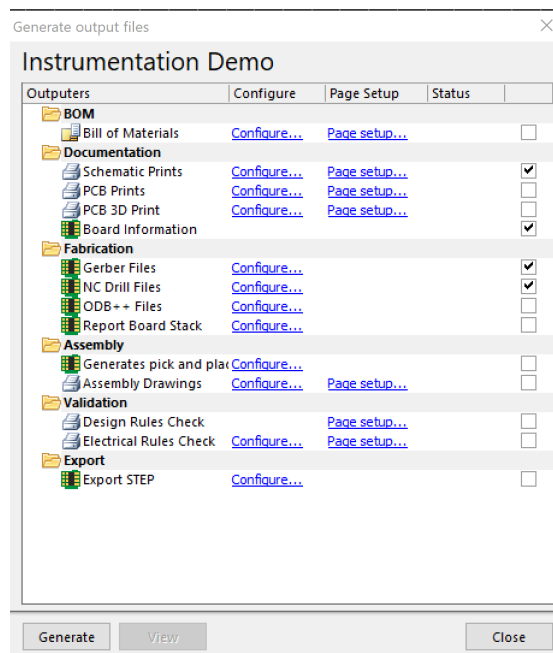 Generate output files
Instrumentation Demo
Outputers Configure Page Setup Status
BOM
Bill of Materials Configure... Page setup...
Documentation
Schematic Prints Configure... Page setup...
PCB Prints Configure... Page setup...
PCB 3D Print Configure... Page setup...
Board Information
Fabrication
Gerber Files Configure...
NC Drill Files Configure...
ODB++ Files Configure...
Report Board Stack Configure...
Assembly
Generates pick and plac Configure...
Assembly Drawings Configure... Page setup...
Validation
Design Rules Check Page setup...
Electrical Rules Check Configure... Page setup...
Export
Export STEP Configure...
Generate View Close